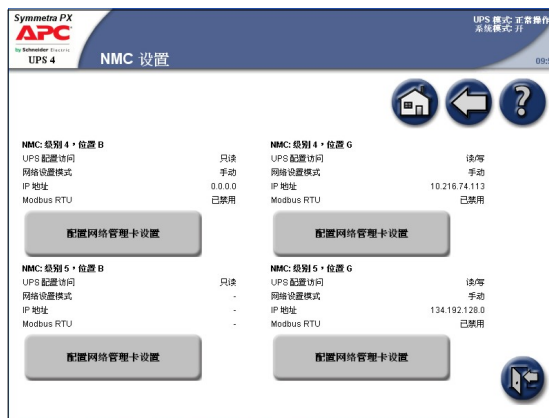 Symmetra PX
APC
by Schneider Electric
UPS 4
NMC 设置
UPS 模式: 正常操作
系统模式: 开
NMC: 级别 4，位置 B
UPS 配置访问 只读
网络设置模式 手动
IP 地址 0.0.0.0
Modbus RTU 已禁用
配置网络管理卡设置
NMC: 级别 4，位置 G
UPS 配置访问 读/写
网络设置模式 手动
IP 地址 10.216.74.113
Modbus RTU 已禁用
配置网络管理卡设置
NMC: 级别 5，位置 B
UPS 配置访问 只读
网络设置模式 -
IP 地址 -
Modbus RTU -
配置网络管理卡设置
NMC: 级别 5，位置 G
UPS 配置访问 读/写
网络设置模式 手动
IP 地址 134.192.128.0
Modbus RTU 已禁用
配置网络管理卡设置